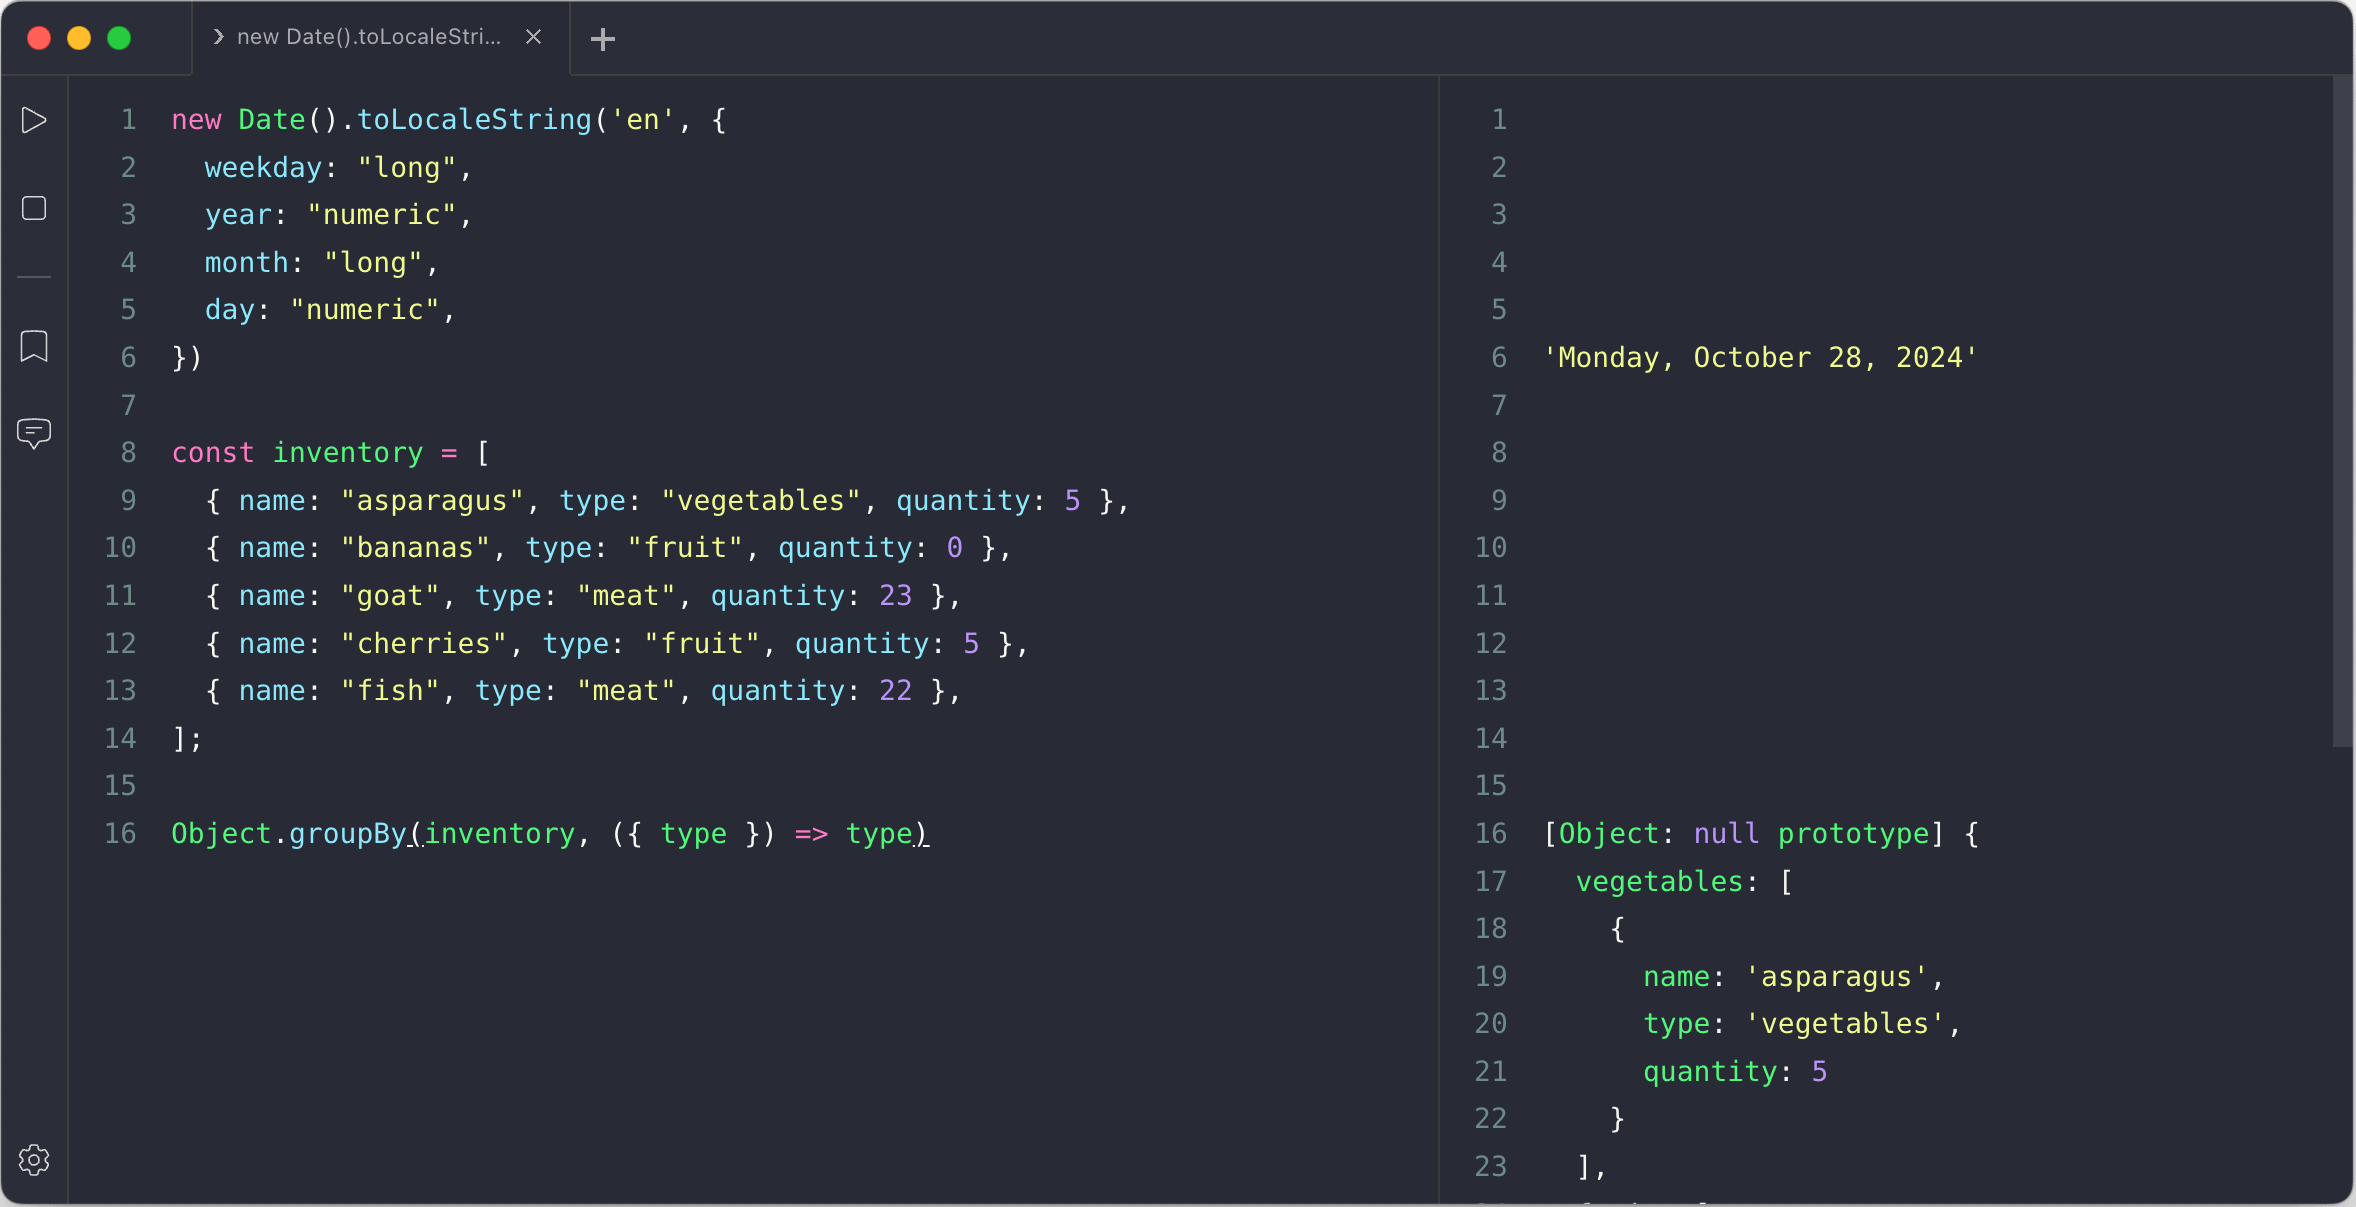 new Date().toLocaleStri...
1 new Date().toLocaleString('en', {
2   weekday: "long",
3   year: "numeric",
4   month: "long",
5   day: "numeric",
6 })
7
8 const inventory = [
9   { name: "asparagus", type: "vegetables", quantity: 5 },
10   { name: "bananas", type: "fruit", quantity: 0 },
11   { name: "goat", type: "meat", quantity: 23 },
12   { name: "cherries", type: "fruit", quantity: 5 },
13   { name: "fish", type: "meat", quantity: 22 },
14 ];
15
16 Object.groupBy(inventory, ({ type }) => type)
1
2
3
4
5
6 'Monday, October 28, 2024'
7
8
9
10
11
12
13
14
15
16 [Object: null prototype] {
17   vegetables: [
18     {
19       name: 'asparagus',
20       type: 'vegetables',
21       quantity: 5
22     }
23   ],